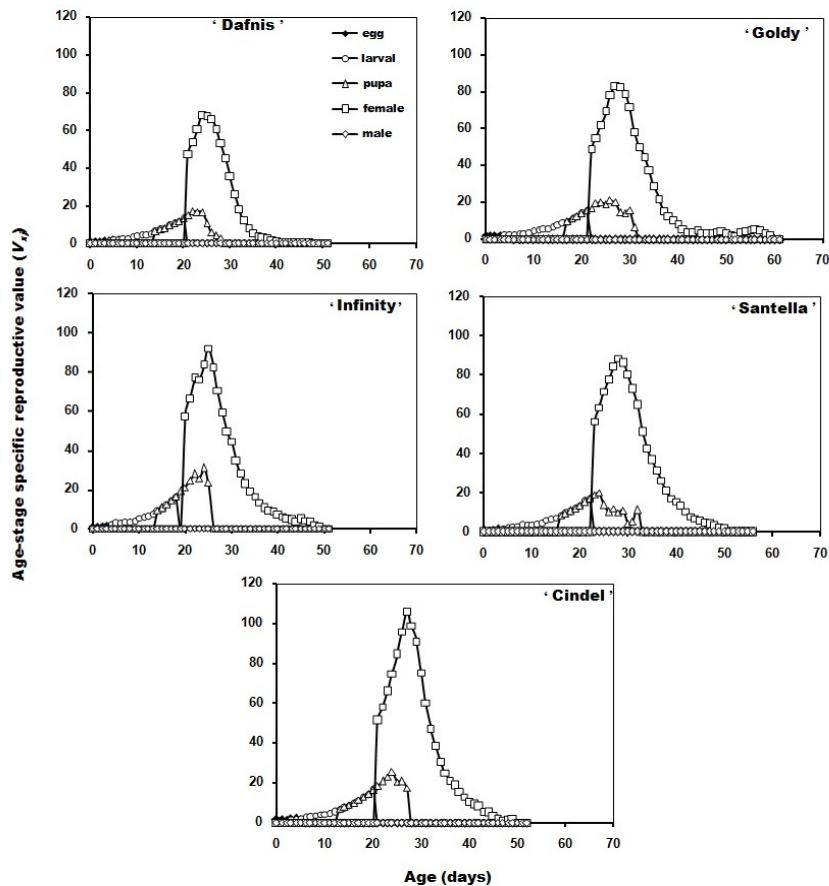 ‘ Dafnis ’
egg
larval
pupa
female
male
120
100
80
60
40
20
0
0 10 20 30 40 50 60 70
‘ Goldy ’
120
100
80
60
40
20
0
0 10 20 30 40 50 60 70
Age-stage specific reproductive value (Vx)
‘Infinity’
120
100
80
60
40
20
0
0 10 20 30 40 50 60 70
‘ Santella ’
120
100
80
60
40
20
0
0 10 20 30 40 50 60 70
‘ Cindel ’
120
100
80
60
40
20
0
0 10 20 30 40 50 60 70
Age (days)